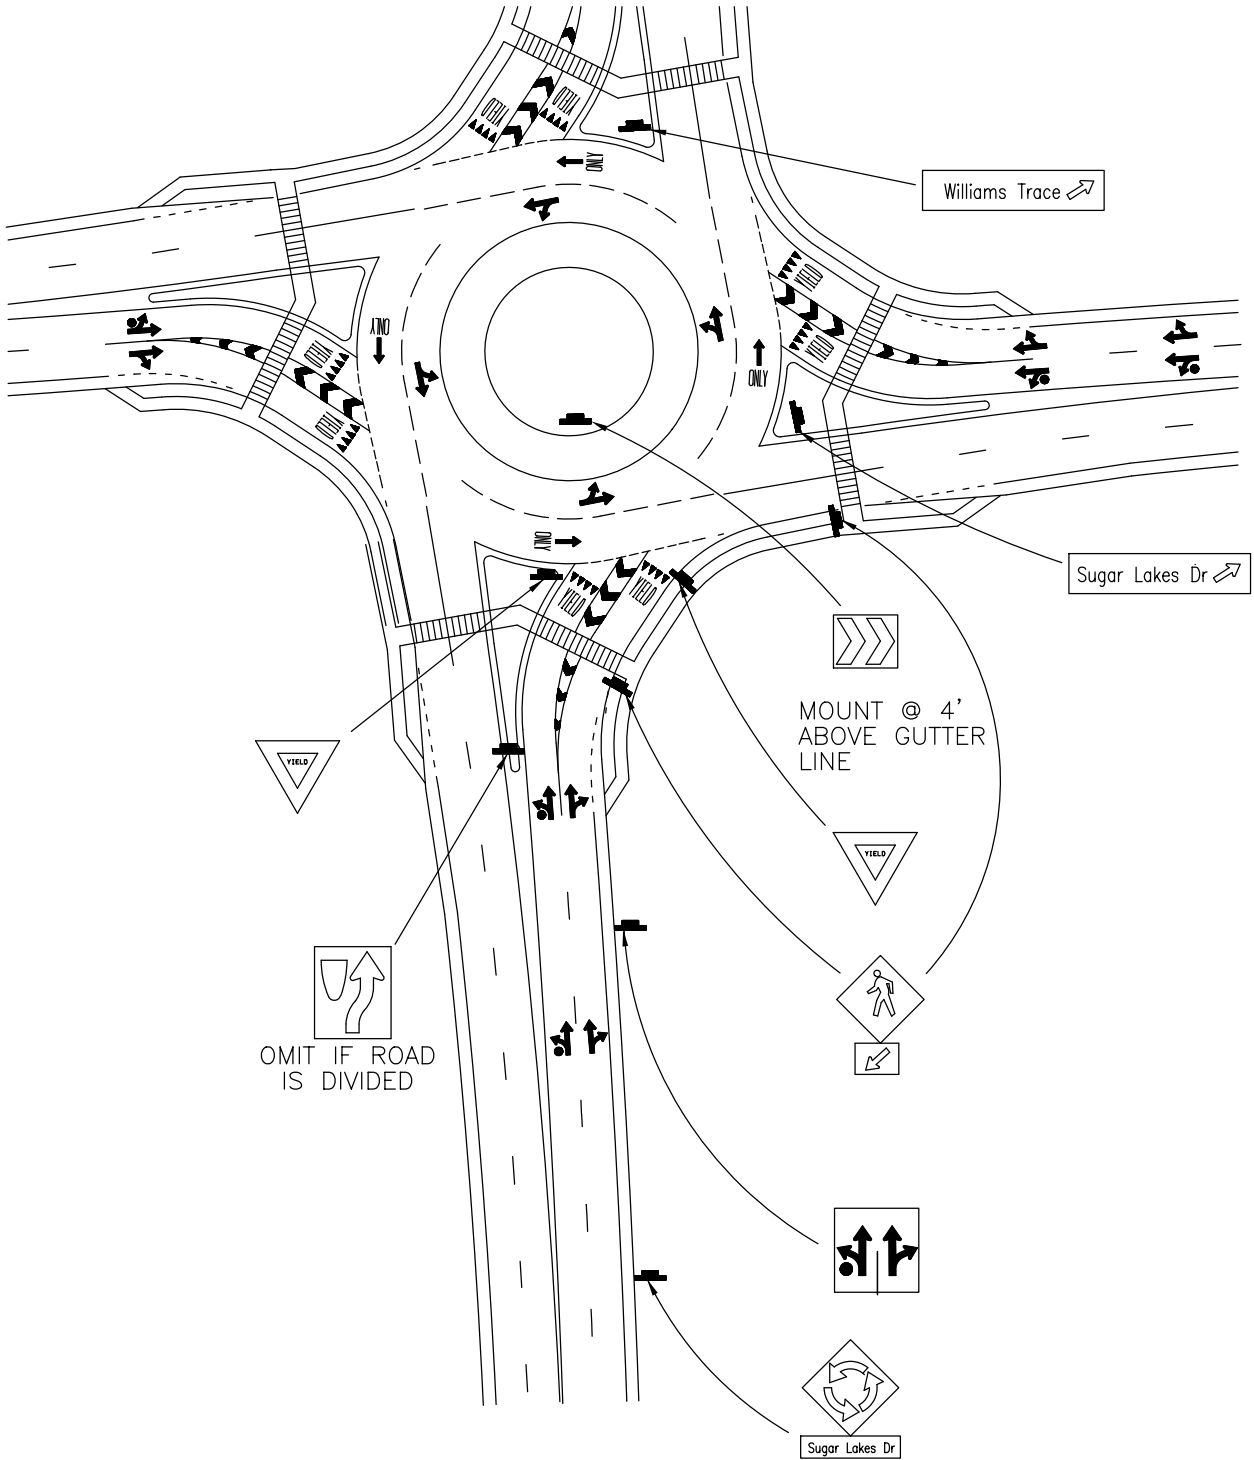 YIELD
YIELD
ONLY
Williams Trace
YIELD
YIELD
ONLY
YIELD
YIELD
ONLY
Sugar Lakes Dr
ONLY
YIELD
YIELD
MOUNT @ 4'
ABOVE GUTTER
LINE
YIELD
YIELD
OMIT IF ROAD
IS DIVIDED
Sugar Lakes Dr